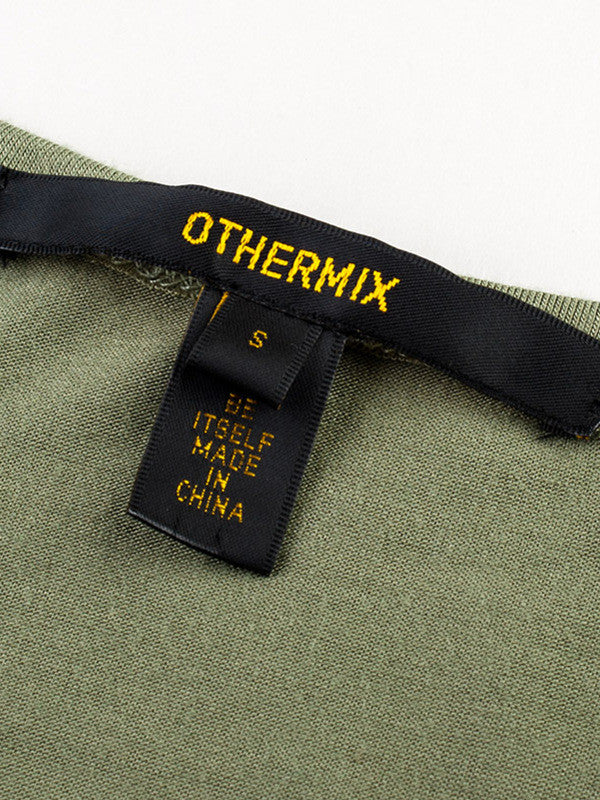 OTHERMIX
S
BE
ITSELF
MADE
IN
CHINA